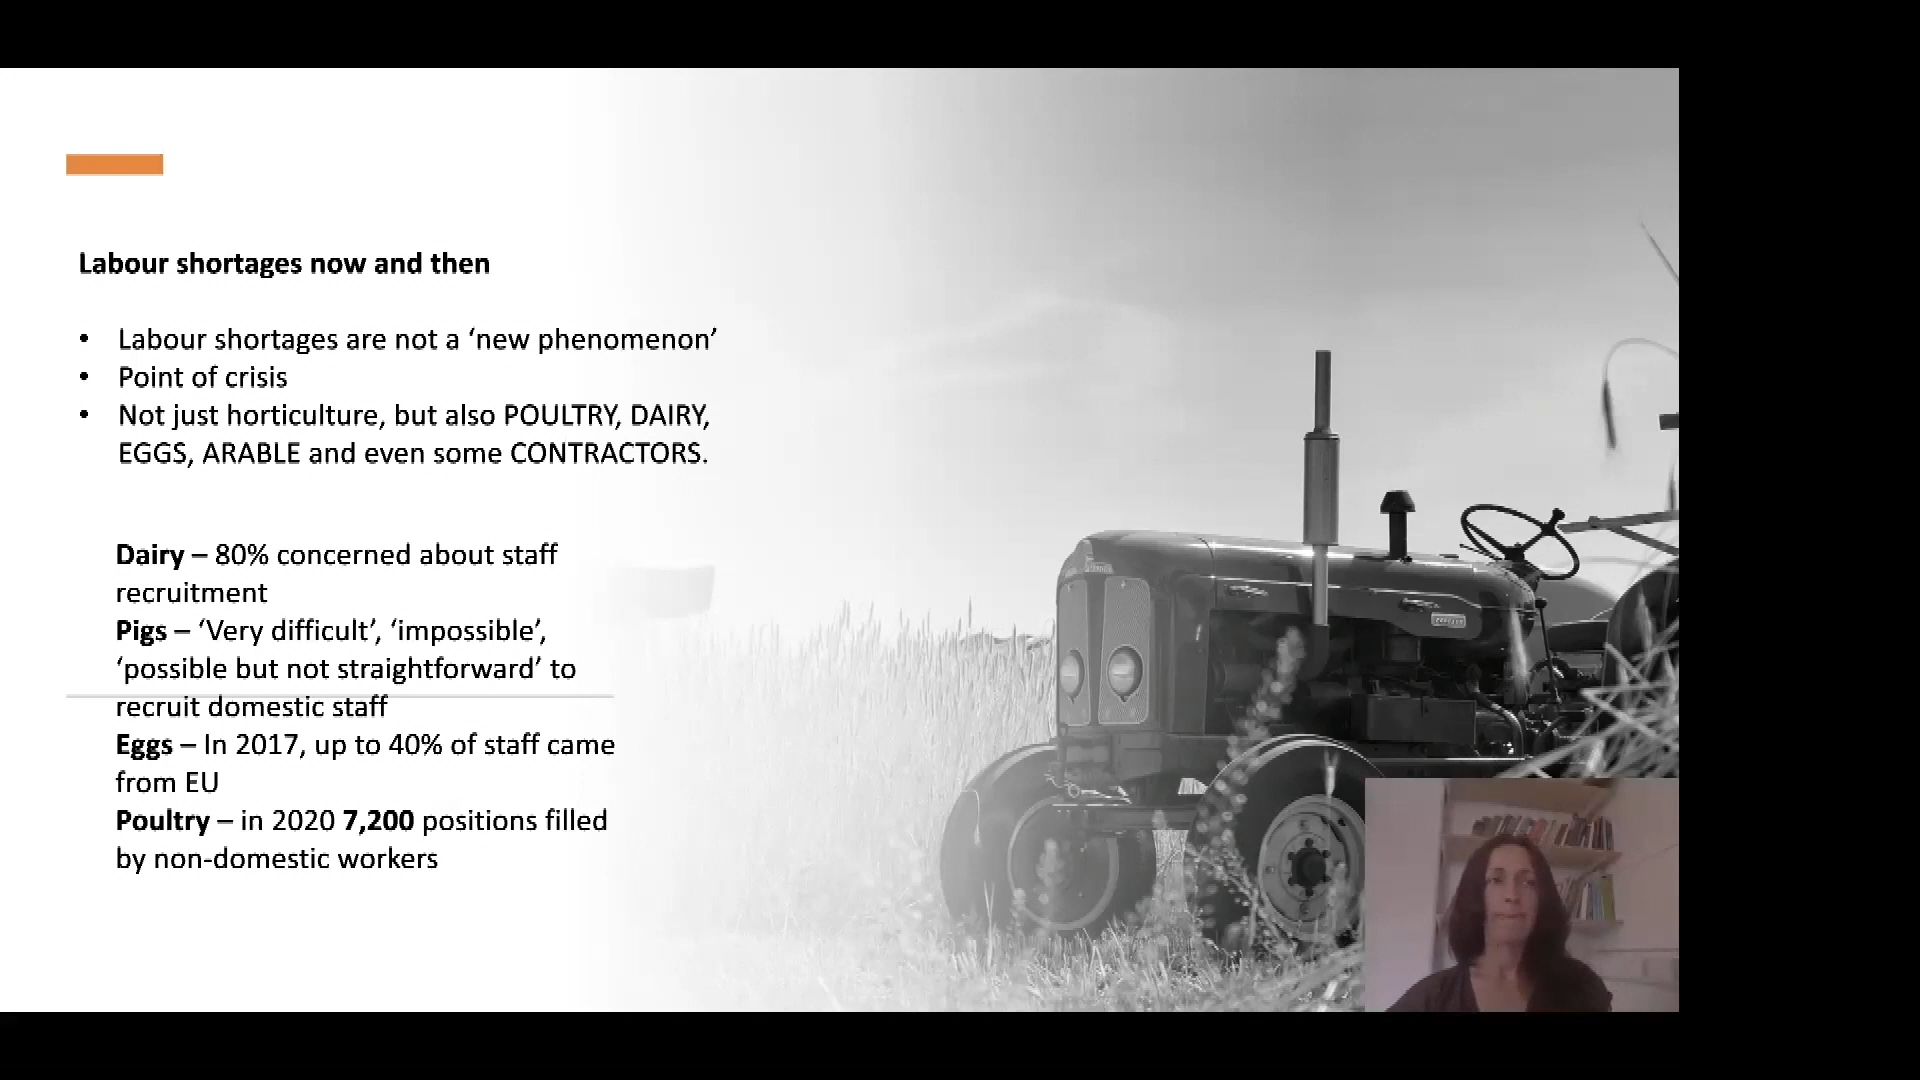 Labour shortages now and then
• Labour shortages are not a ‘new phenomenon’
• Point of crisis
• Not just horticulture, but also POULTRY, DAIRY,
EGGS, ARABLE and even some CONTRACTORS.
Dairy – 80% concerned about staff
recruitment
Pigs – ‘Very difficult’, ‘impossible’,
‘possible but not straightforward’ to
recruit domestic staff
Eggs – In 2017, up to 40% of staff came
from EU
Poultry – in 2020 7,200 positions filled
by non-domestic workers